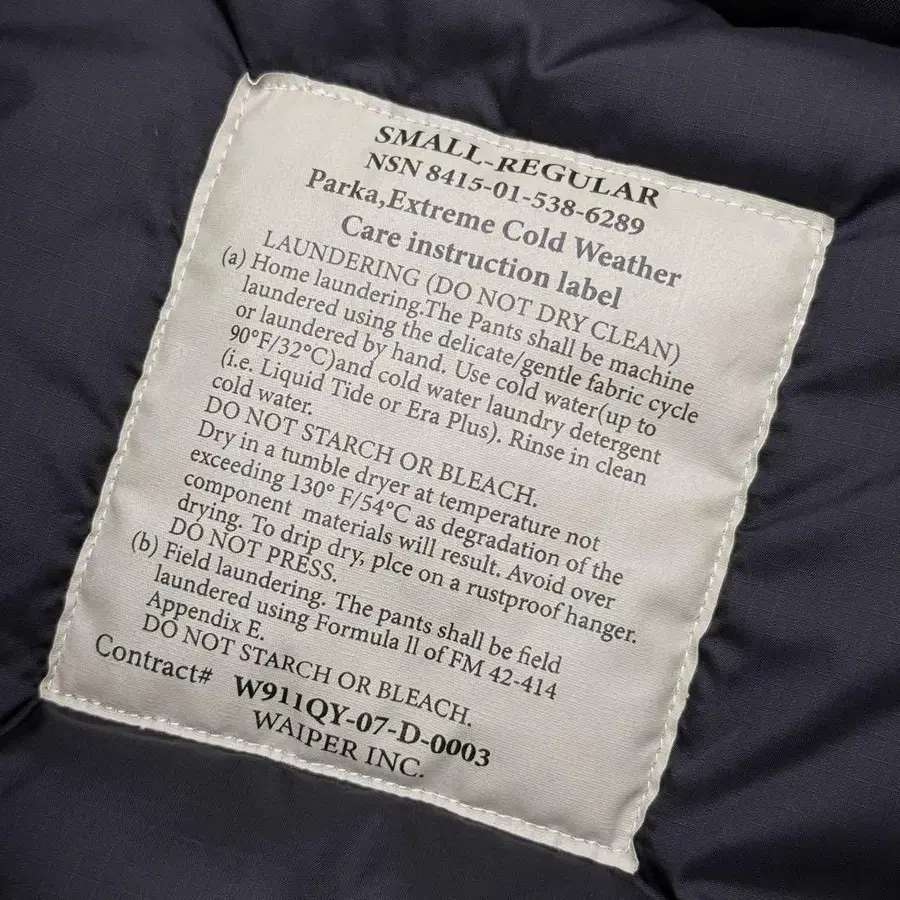 SMALL-REGULAR
NSN 8415-01-538-6289
Parka,Extreme Cold Weather
Care instruction label
LAUNDERING (DO NOT DRY CLEAN)
(a) Home laundering.The Pants shall be machine
laundered using the delicate/gentle fabric cycle
or laundered by hand. Use cold water(up to
90°F/32°C)and cold water laundry detergent
(i.e. Liquid Tide or Era Plus). Rinse in clean
cold water.
DO NOT STARCH OR BLEACH.
Dry in a tumble dryer at temperature not
exceeding 130° F/54°C as degradation of the
component materials will result. Avoid over
drying. To drip dry, plce on a rustproof hanger.
DO NOT PRESS.
(b) Field laundering. The pants shall be field
laundered using Formula ll of FM 42-414
Appendix E.
DO NOT STARCH OR BLEACH.
Contract# W911QY-07-D-0003
WAIPER INC.